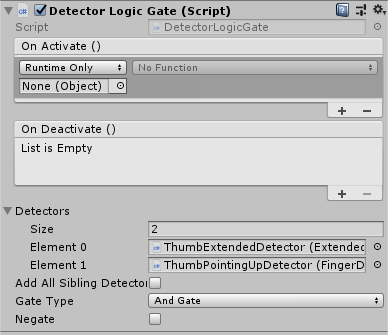 Detector Logic Gate (Script)
Script DetectorLogicGate
On Activate ()
Runtime Only No Function
None (Object)
+ −
On Deactivate ()
List is Empty
+ −
Detectors
Size 2
Element 0 ThumbExtendedDetector (Extended
Element 1 ThumbPointingUpDetector (FingerD
Add All Sibling Detector
Gate Type And Gate
Negate